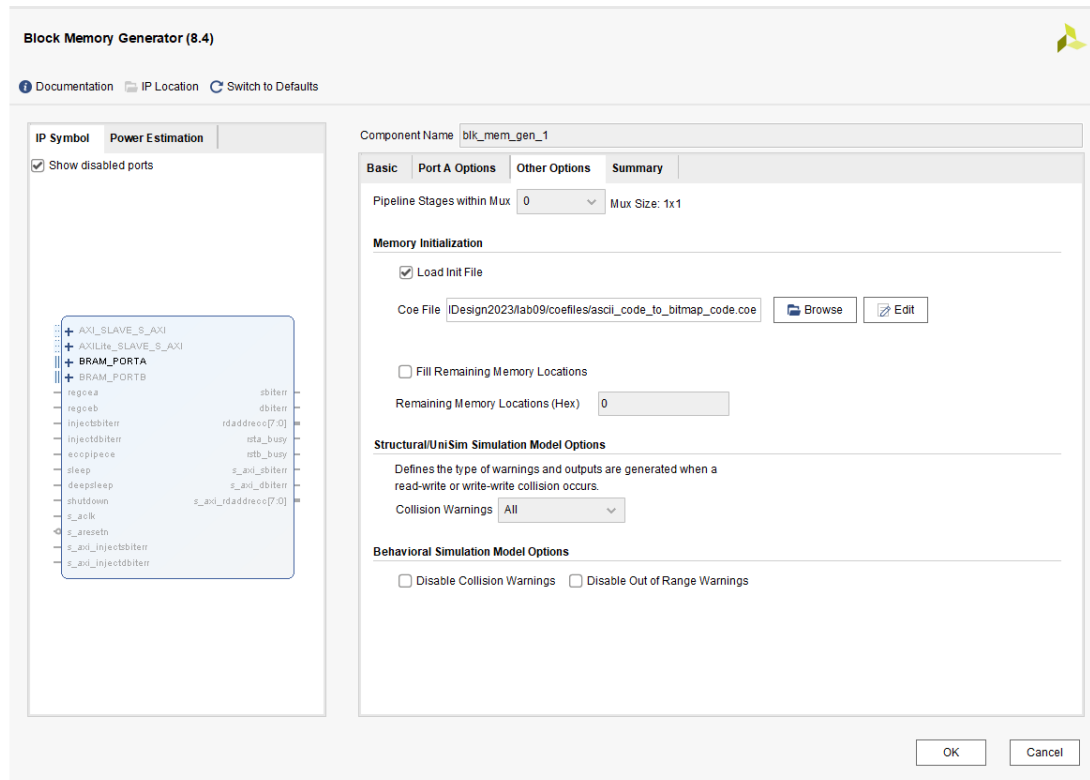 Block Memory Generator (8.4)
Documentation IP Location Switch to Defaults
IP Symbol Power Estimation
Show disabled ports
AXI_SLAVE_S_AXI
AXILite_SLAVE_S_AXI
BRAM_PORTA
BRAM_PORTB
regcea sbiterr
regceb dbiterr
injectsbiterr rdaddrecc[7:0]
injectdbiterr rsta_busy
eccpipece rstb_busy
sleep s_axi_sbiterr
deepsleep s_axi_dbiterr
shutdown s_axi_rdaddrecc[7:0]
s_aclk
s_aresetn
s_axi_injectsbiterr
s_axi_injectdbiterr
Component Name blk_mem_gen_1
Basic Port A Options Other Options Summary
Pipeline Stages within Mux 0 Mux Size: 1x1
Memory Initialization
Load Init File
Coe File IDesign2023/lab09/coefiles/ascii_code_to_bitmap_code.coe Browse Edit
Fill Remaining Memory Locations
Remaining Memory Locations (Hex) 0
Structural/UniSim Simulation Model Options
Defines the type of warnings and outputs are generated when a
read-write or write-write collision occurs.
Collision Warnings All
Behavioral Simulation Model Options
Disable Collision Warnings Disable Out of Range Warnings
OK Cancel